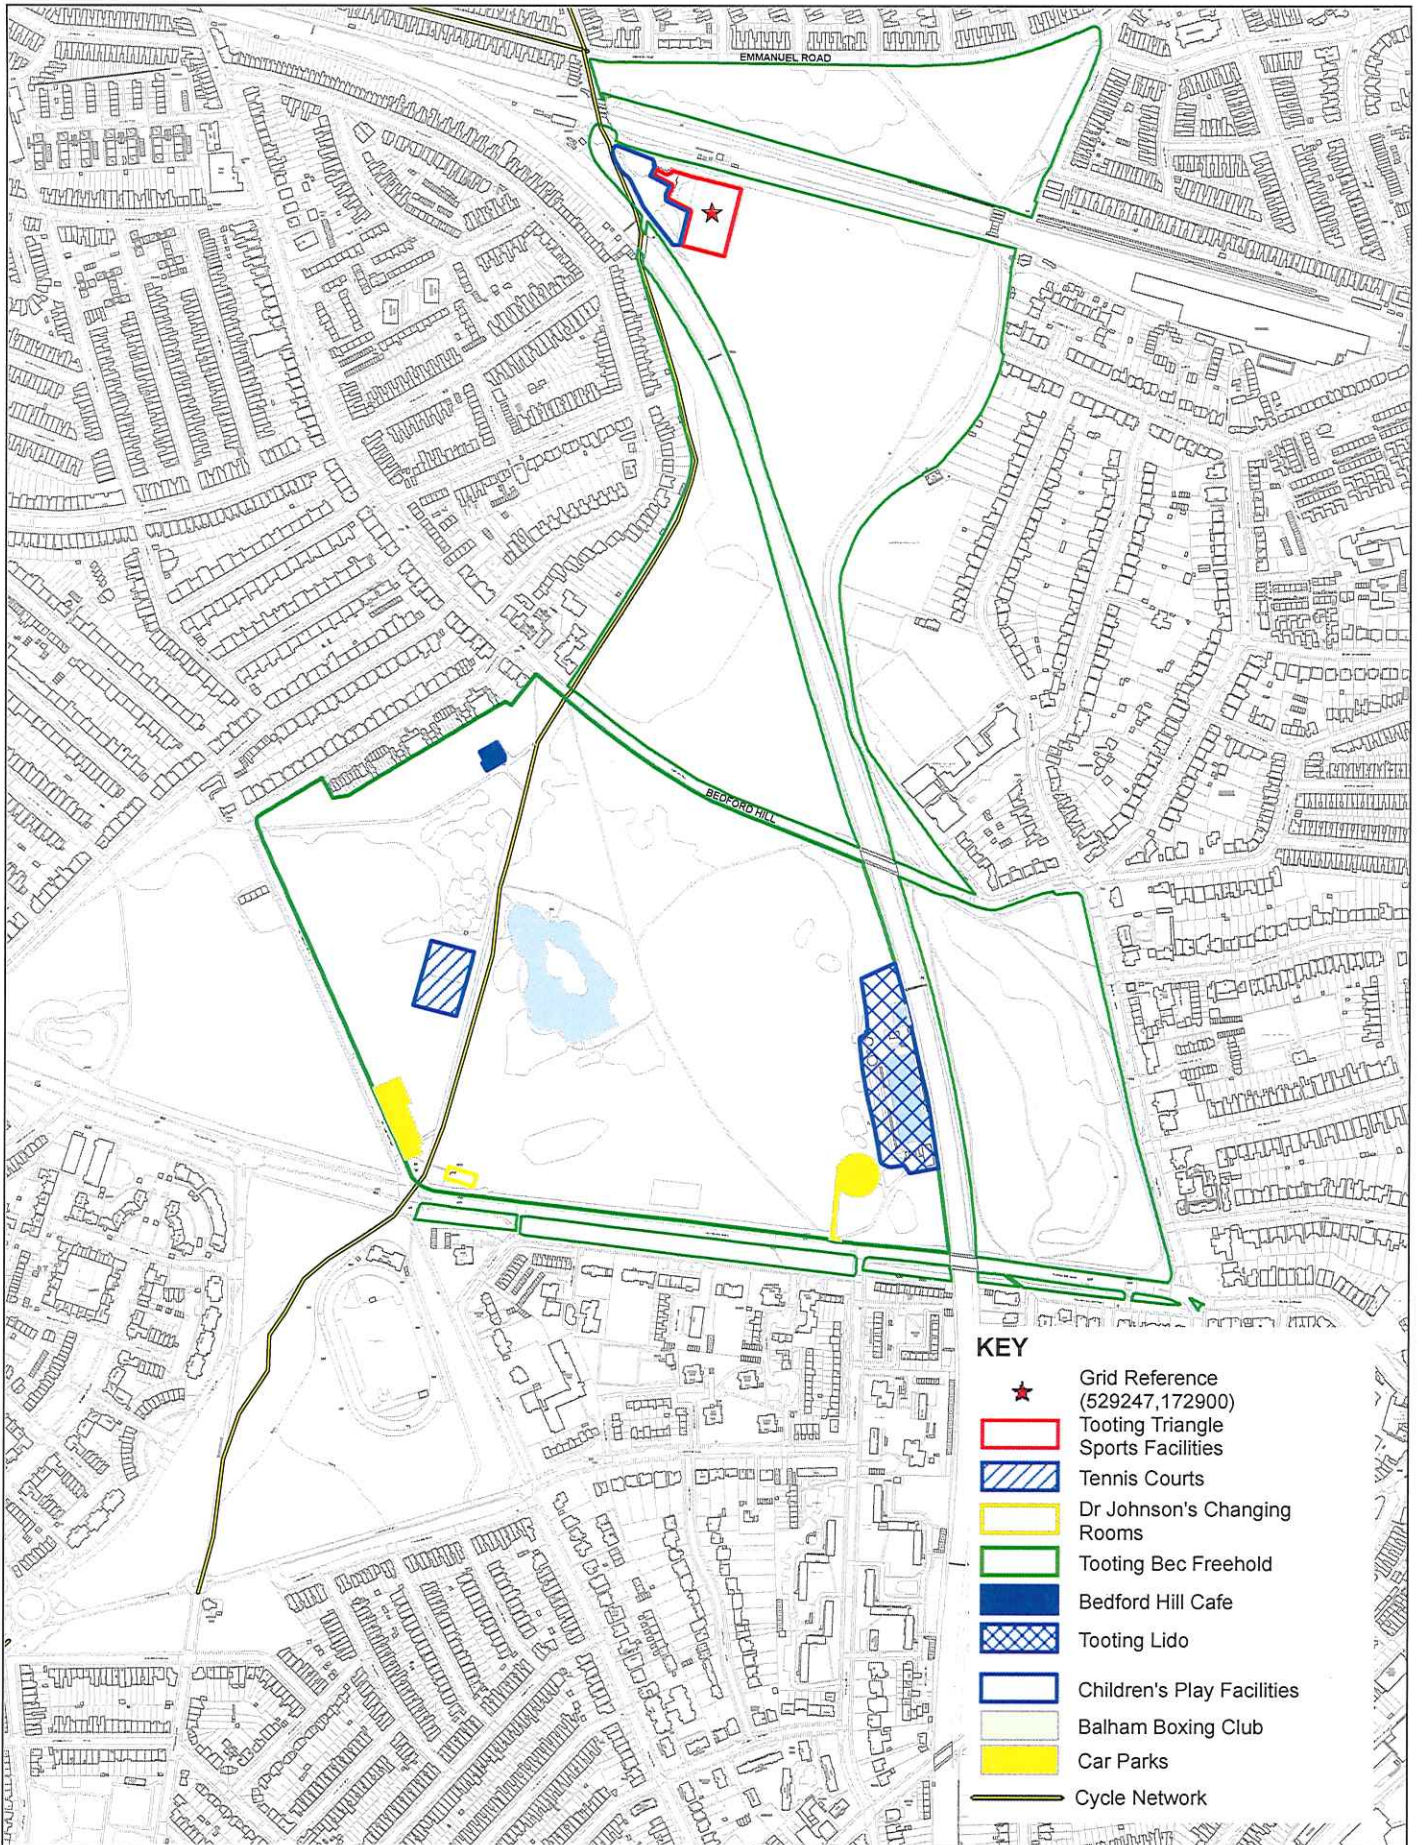 EMMANUEL ROAD
BEDFORD HILL
KEY
Grid Reference
(529247,172900)
Tooting Triangle
Sports Facilities
Tennis Courts
Dr Johnson's Changing
Rooms
Tooting Bec Freehold
Bedford Hill Cafe
Tooting Lido
Children's Play Facilities
Balham Boxing Club
Car Parks
Cycle Network